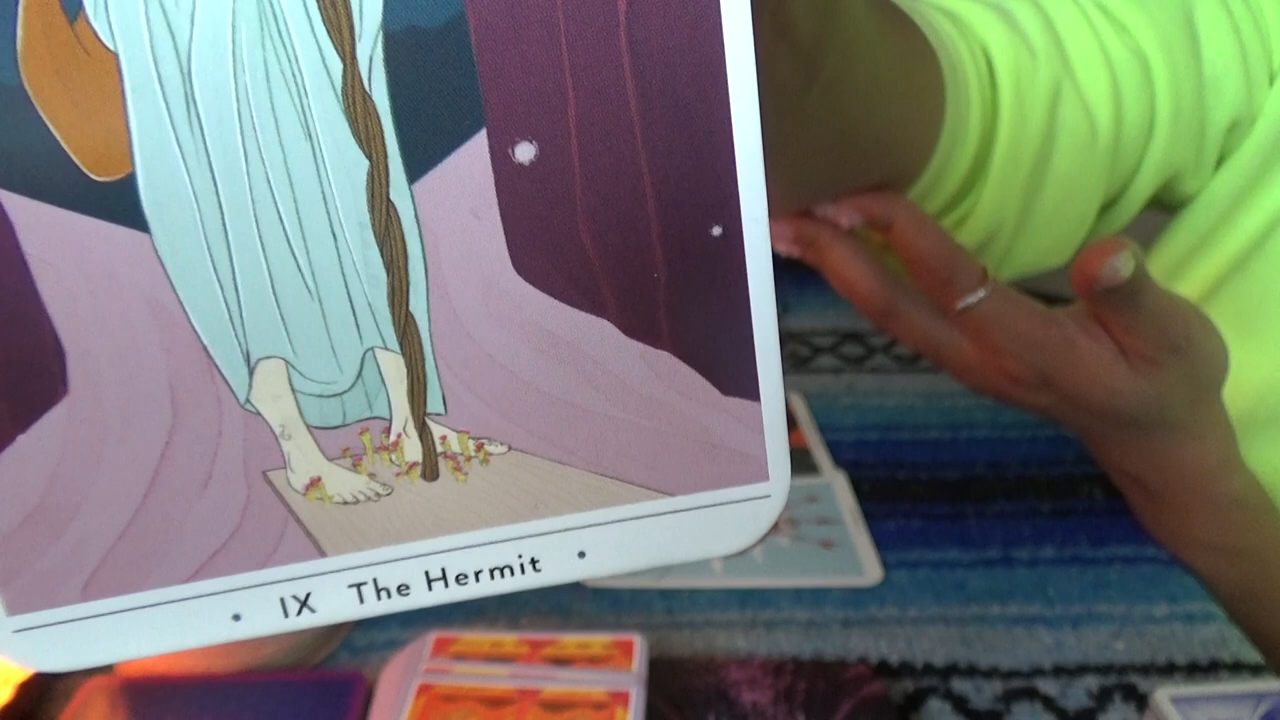 • IX The Hermit •